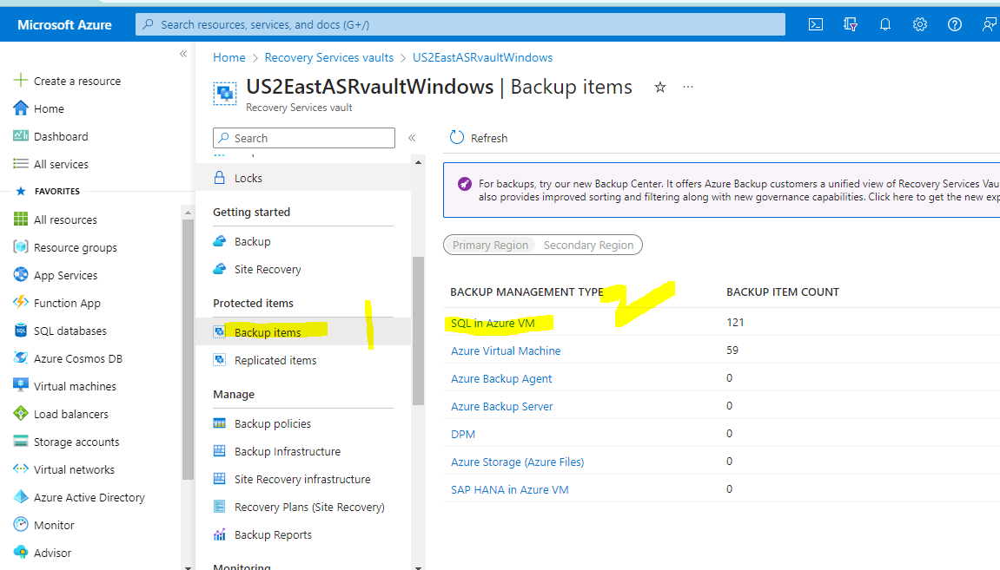 Microsoft Azure
Search resources, services, and docs (G+/)
Create a resource
Home
Dashboard
All services
FAVORITES
All resources
Resource groups
App Services
Function App
SQL databases
Azure Cosmos DB
Virtual machines
Load balancers
Storage accounts
Virtual networks
Azure Active Directory
Monitor
Advisor
Home > Recovery Services vaults > US2EastASRvaultWindows
US2EastASRvaultWindows | Backup items
Recovery Services vault
Search
Locks
Getting started
Backup
Site Recovery
Protected items
Backup items
Replicated items
Manage
Backup policies
Backup Infrastructure
Site Recovery infrastructure
Recovery Plans (Site Recovery)
Backup Reports
Monitoring
Refresh
For backups, try our new Backup Center. It offers Azure Backup customers a unified view of Recovery Services Vau
also provides improved sorting and filtering along with new governance capabilities. Click here to get the new exp
Primary Region Secondary Region
BACKUP MANAGEMENT TYPE BACKUP ITEM COUNT
SQL in Azure VM 121
Azure Virtual Machine 59
Azure Backup Agent 0
Azure Backup Server 0
DPM 0
Azure Storage (Azure Files) 0
SAP HANA in Azure VM 0